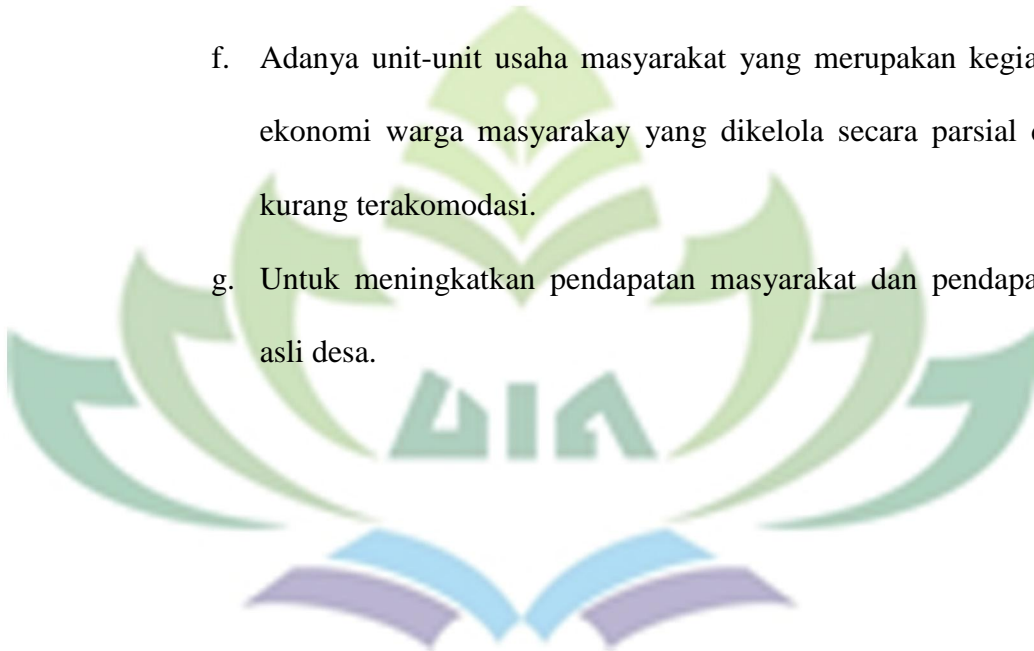 f. Adanya unit-unit usaha masyarakat yang merupakan
ekonomi warga masyarakay yang dikelola secara parsial
kurang terakomodasi.
g. Untuk meningkatkan pendapatan masyarakat dan
asli desa.
UIN